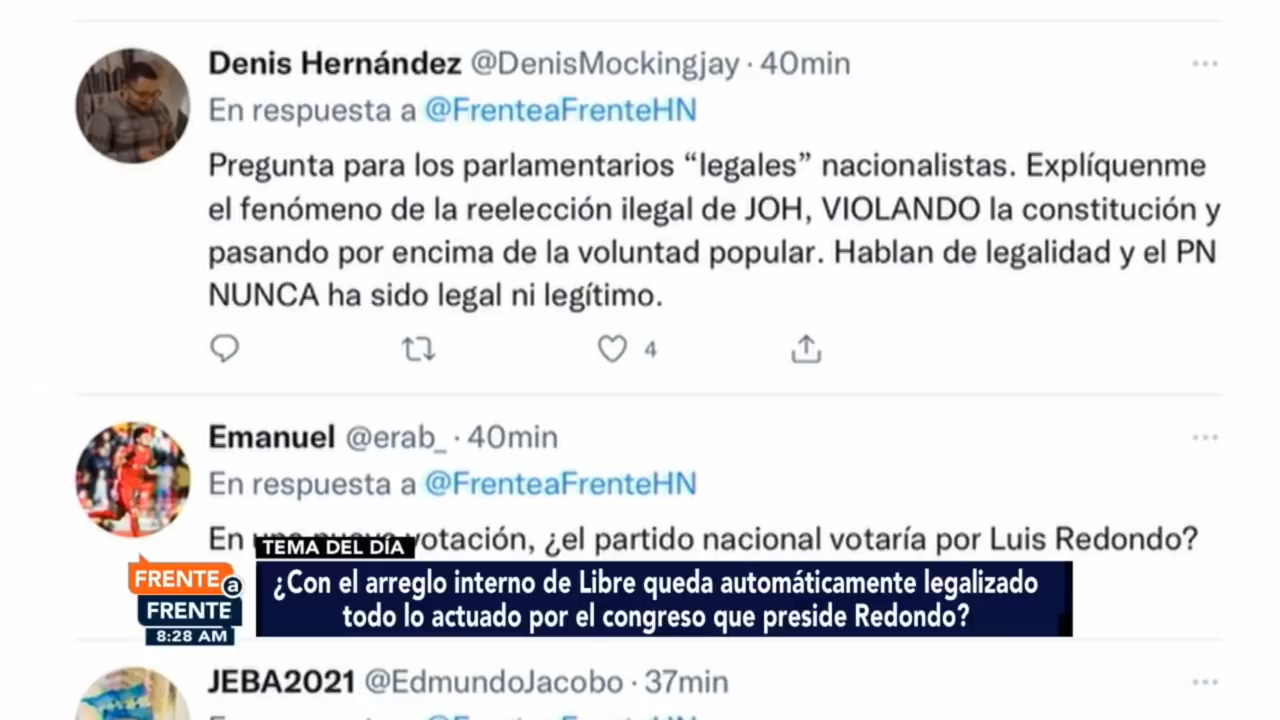 Denis Hernández @DenisMockingjay · 40min
En respuesta a @FrenteaFrenteHN
Pregunta para los parlamentarios “legales” nacionalistas. Explíquenme
el fenómeno de la reelección ilegal de JOH, VIOLANDO la constitución y
pasando por encima de la voluntad popular. Hablan de legalidad y el PN
NUNCA ha sido legal ni legítimo.
4
Emanuel @erab_ · 40min
En respuesta a @FrenteaFrenteHN
En una nueva votación, ¿el partido nacional votaría por Luis Redondo?
TEMA DEL DÍA
FRENTE a
FRENTE
8:28 AM
¿Con el arreglo interno de Libre queda automáticamente legalizado
todo lo actuado por el congreso que preside Redondo?
JEBA2021 @EdmundoJacobo · 37min